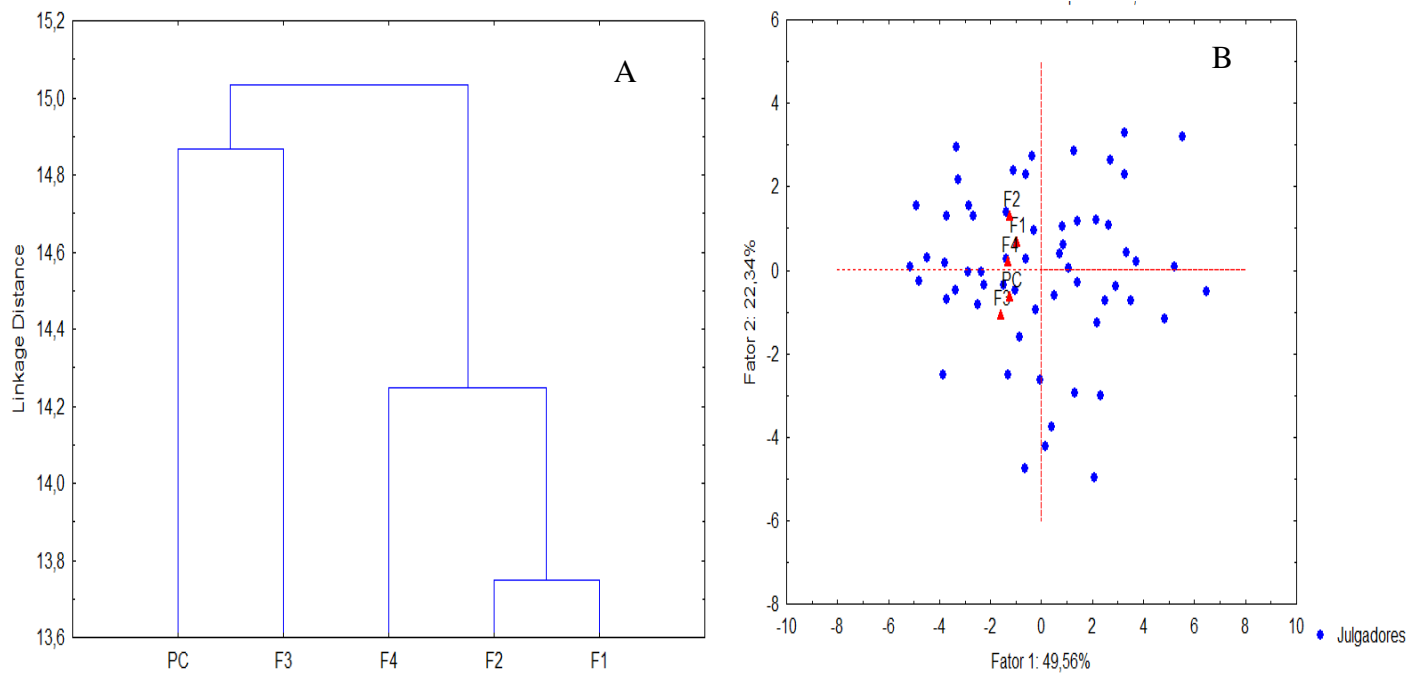 A
Linkage Distance
15,2
15,0
14,8
14,6
14,4
14,2
14,0
13,8
13,6
PC F3 F4 F2 F1
B
Fator 2: 22,34%
6
4
2
0
-2
-4
-6
-8
F2
F1
F4
PC
F3
-10 -8 -6 -4 -2 0 2 4 6 8 10
Fator 1: 49,56%
Julgadores